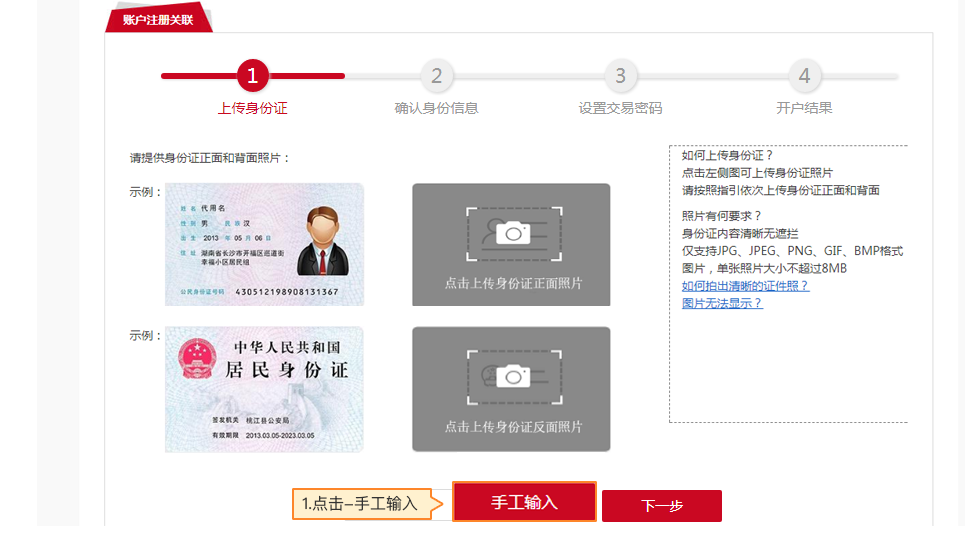 账户注册关联
1
2
3
4
上传身份证
确认身份信息
设置交易密码
开户结果
请提供身份证正面和背面照片：
示例：
姓名 代用名
性别 男 民族 汉
出生 2013 年 05 月 06 日
住址 湖南省长沙市开福区巡道街
幸福小区居民组
公民身份证号码 430512198908131367
点击上传身份证正面照片
示例：
中华人民共和国
居民身份证
签发机关 桃江县公安局
有效期限 2013.03.05-2023.03.05
点击上传身份证反面照片
如何上传身份证？
点击左侧图可上传身份证照片
请按照指引依次上传身份证正面和背面
照片有何要求？
身份证内容清晰无遮拦
仅支持JPG、JPEG、PNG、GIF、BMP格式
图片，单张照片大小不超过8MB
如何拍出清晰的证件照？
图片无法显示？
1.点击--手工输入
手工输入
下一步